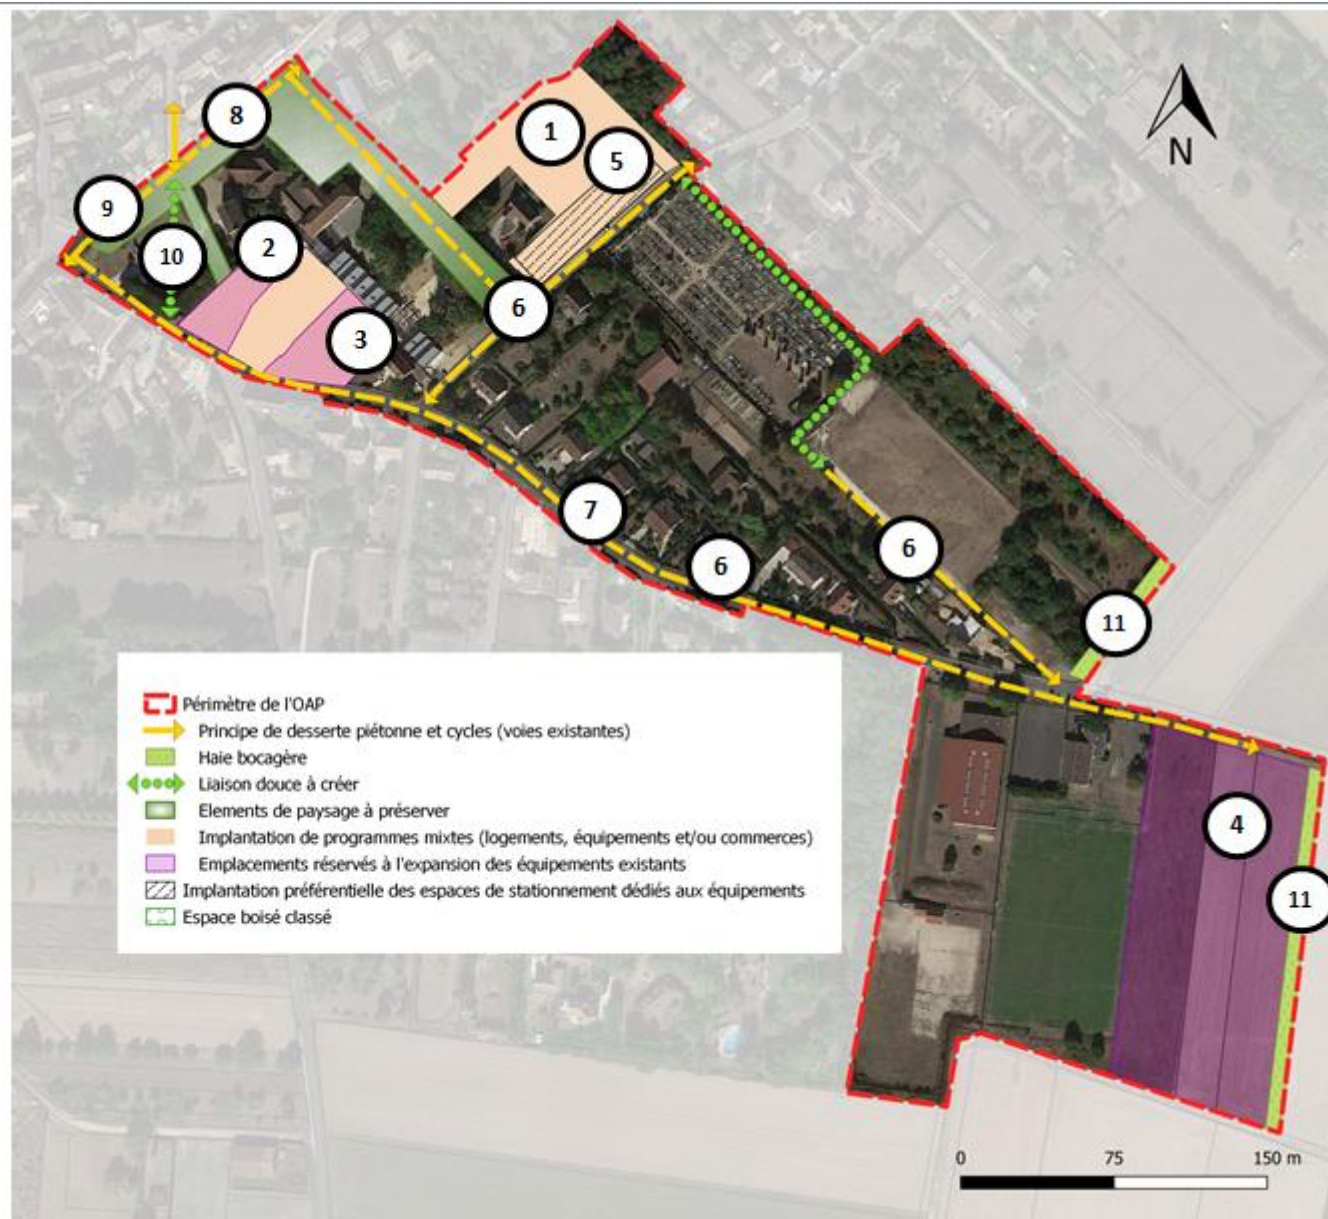 1
8
5
N
9
2
10
6
3
7
6
6
11
Périmètre de l'OAP
Principe de desserte piétonne et cycles (voies existantes)
Haie bocagère
Liaison douce à créer
Elements de paysage à préserver
Implantation de programmes mixtes (logements, équipements et/ou commerces)
Emplacements réservés à l'expansion des équipements existants
Implantation préférentielle des espaces de stationnement dédiés aux équipements
Espace boisé classé
4
11
0 75 150 m